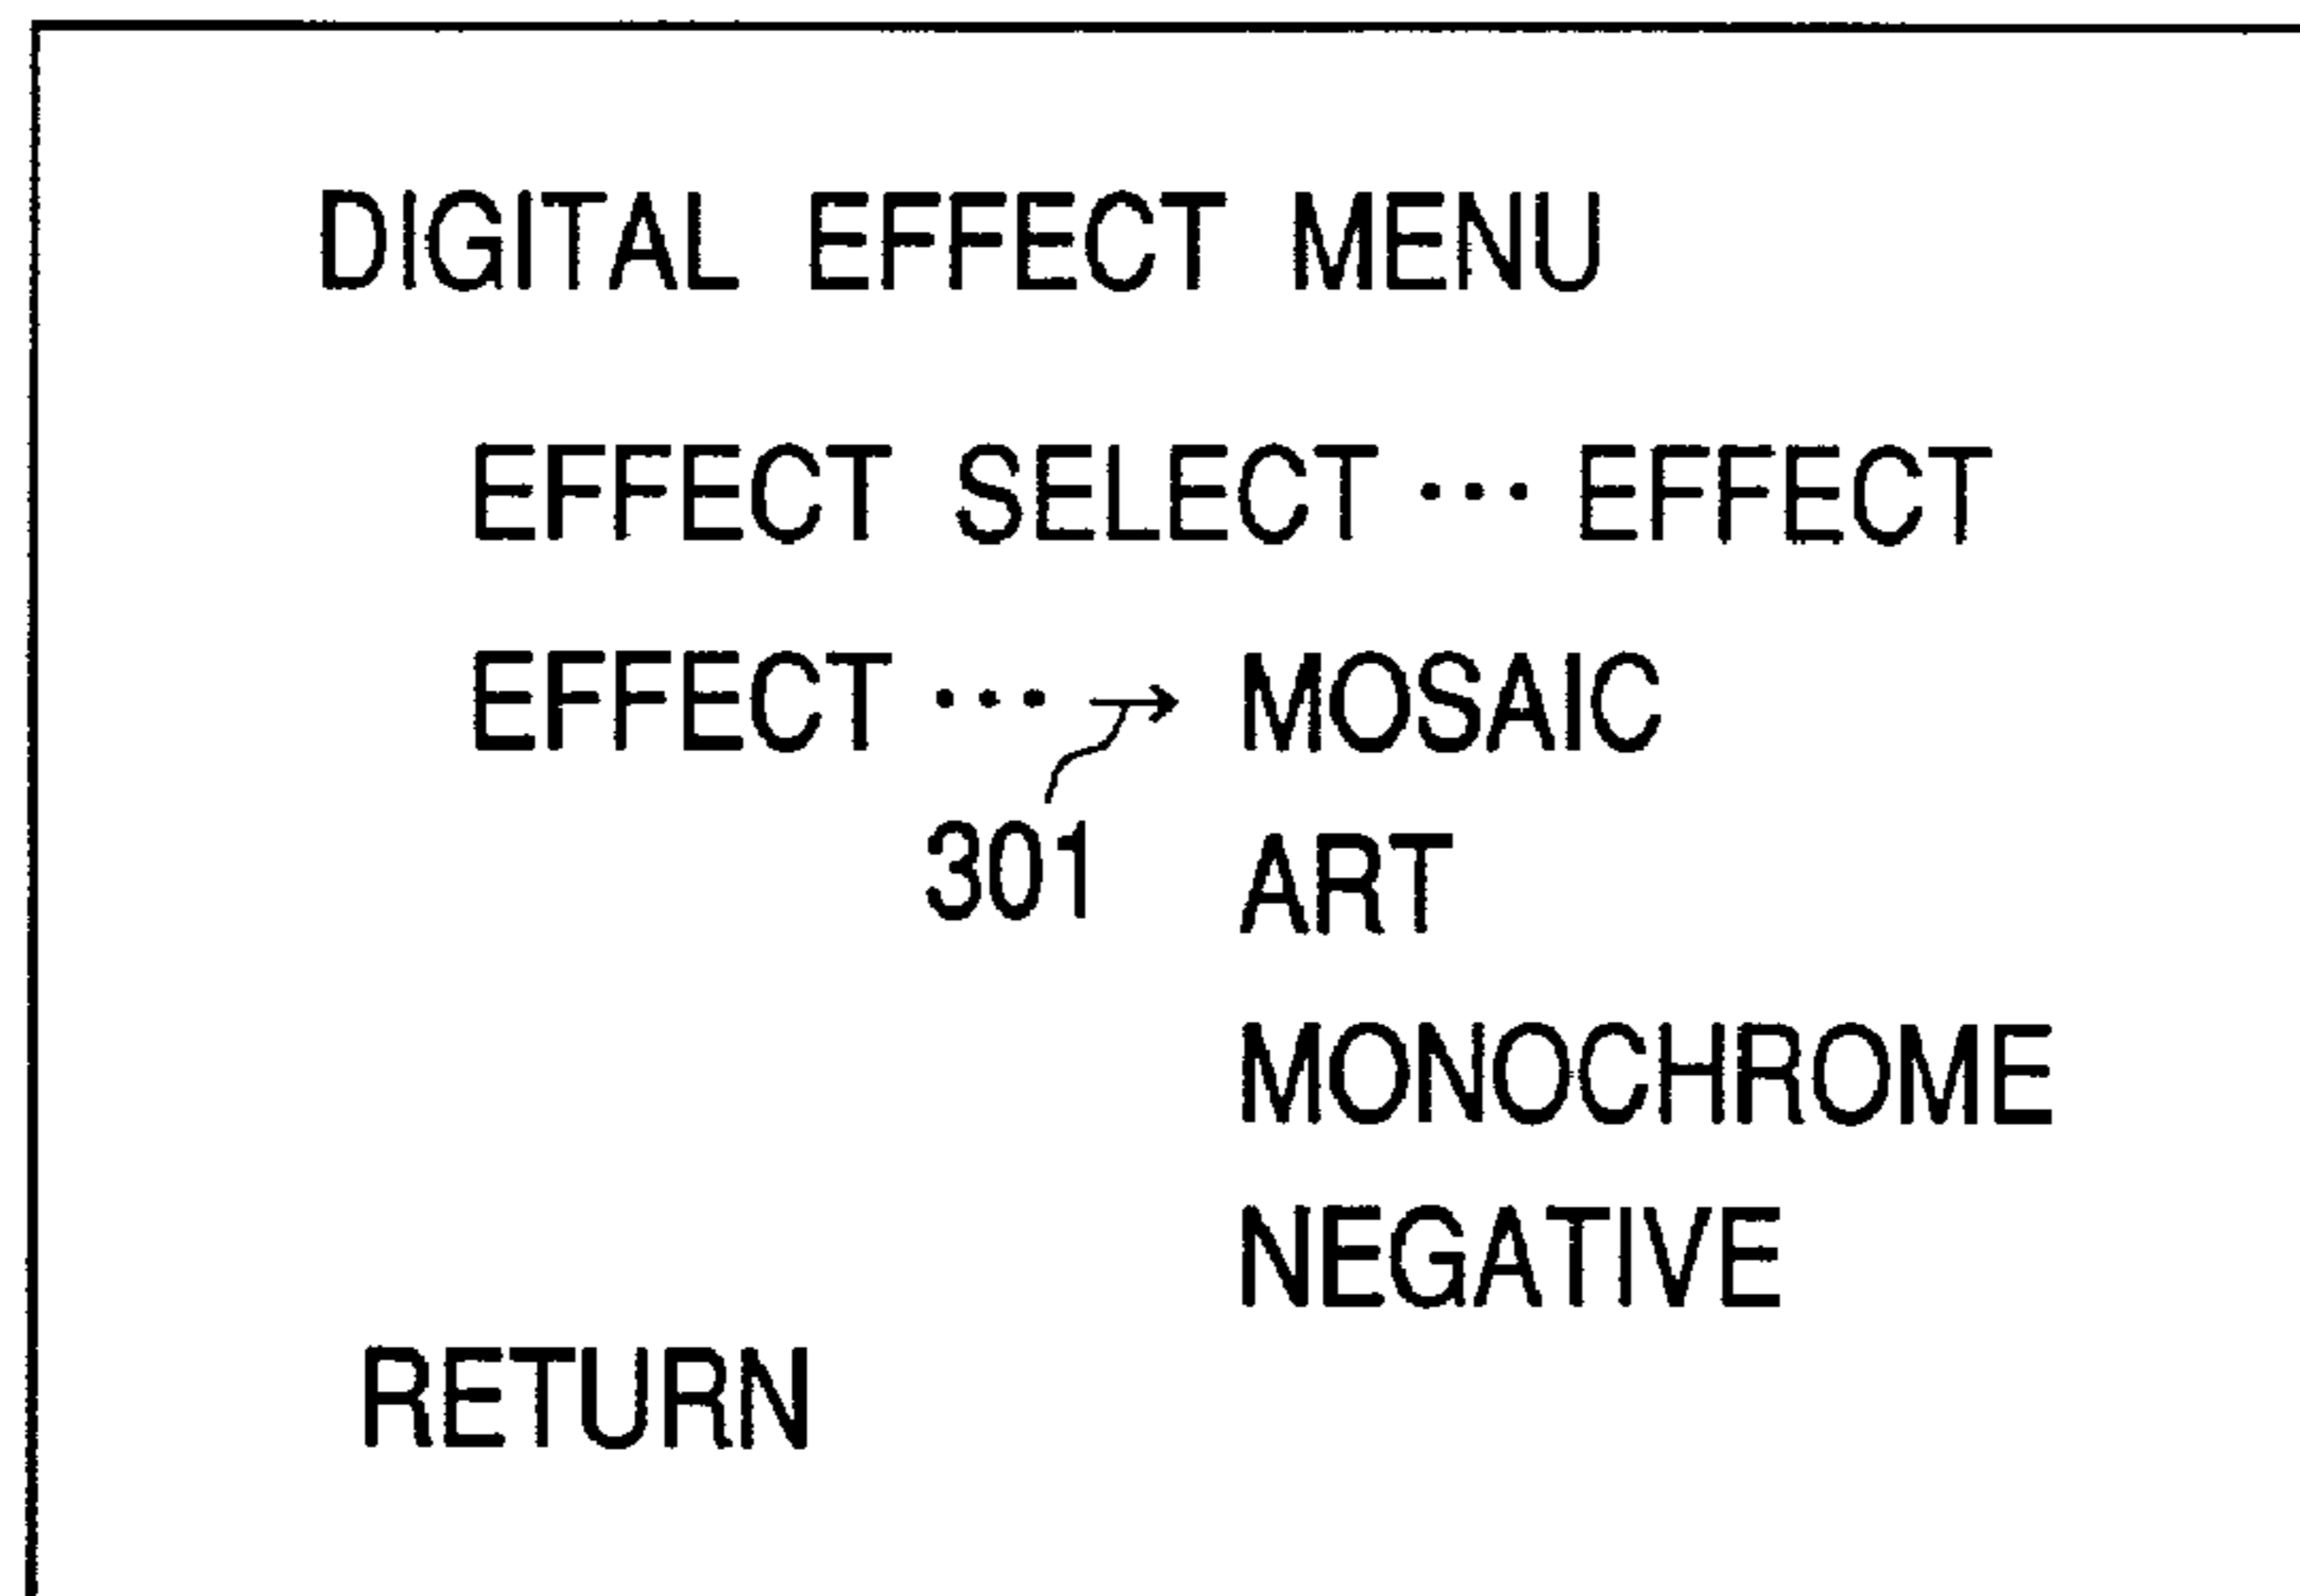 DIGITAL EFFECT MENU
EFFECT SELECT ··· EFFECT
EFFECT ··· → MOSAIC
301 ART
MONOCHROME
NEGATIVE
RETURN